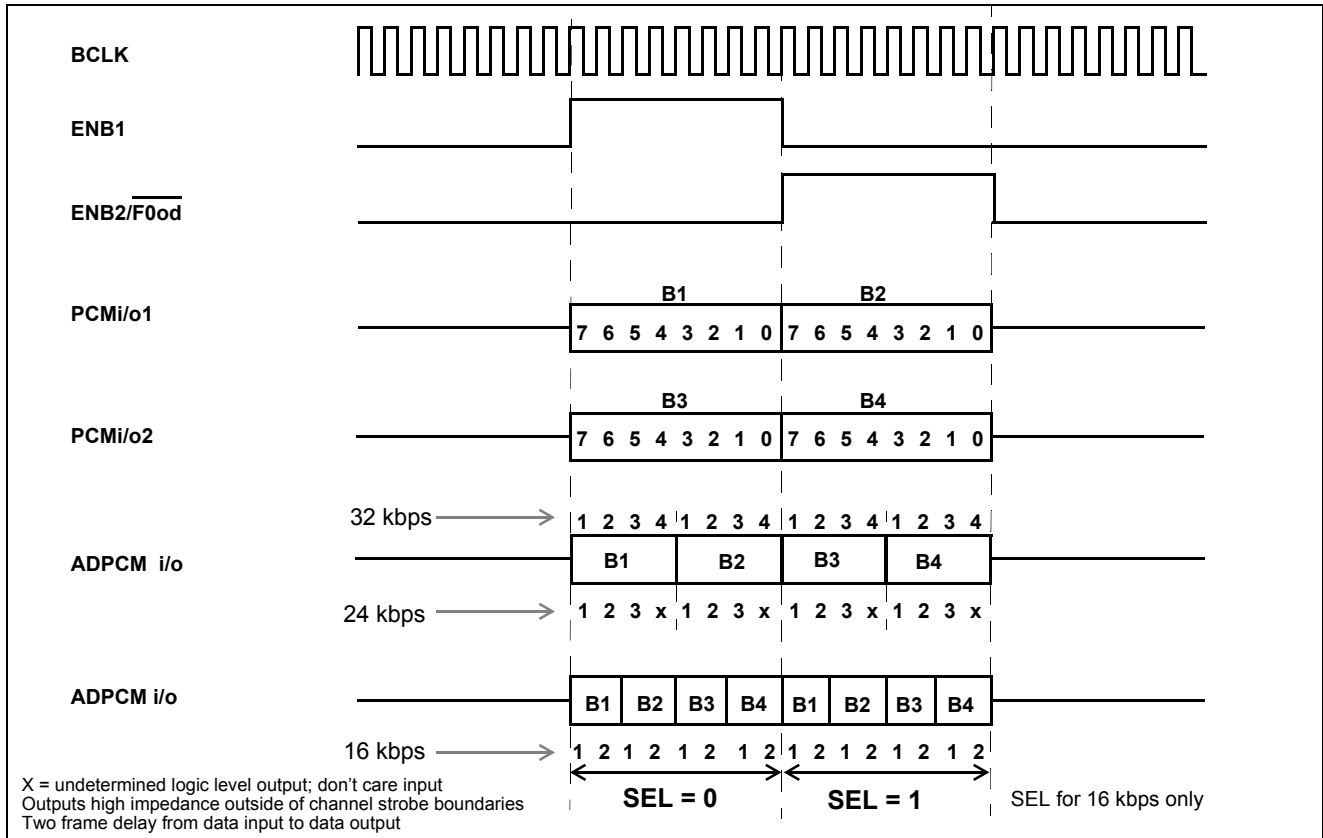 BCLK
ENB1
ENB2/F0od
B1 B2
PCMi/o1
7 6 5 4 3 2 1 0 7 6 5 4 3 2 1 0
B3 B4
PCMi/o2
7 6 5 4 3 2 1 0 7 6 5 4 3 2 1 0
32 kbps
1 2 3 4 1 2 3 4 1 2 3 4 1 2 3 4
ADPCM i/o
B1 B2 B3 B4
24 kbps
1 2 3 x 1 2 3 x 1 2 3 x 1 2 3 x
ADPCM i/o
B1 B2 B3 B4 B1 B2 B3 B4
16 kbps
1 2 1 2 1 2 1 2 1 2 1 2 1 2 1 2
X = undetermined logic level output; don't care input
Outputs high impedance outside of channel strobe boundaries
Two frame delay from data input to data output
SEL = 0 SEL = 1 SEL for 16 kbps only